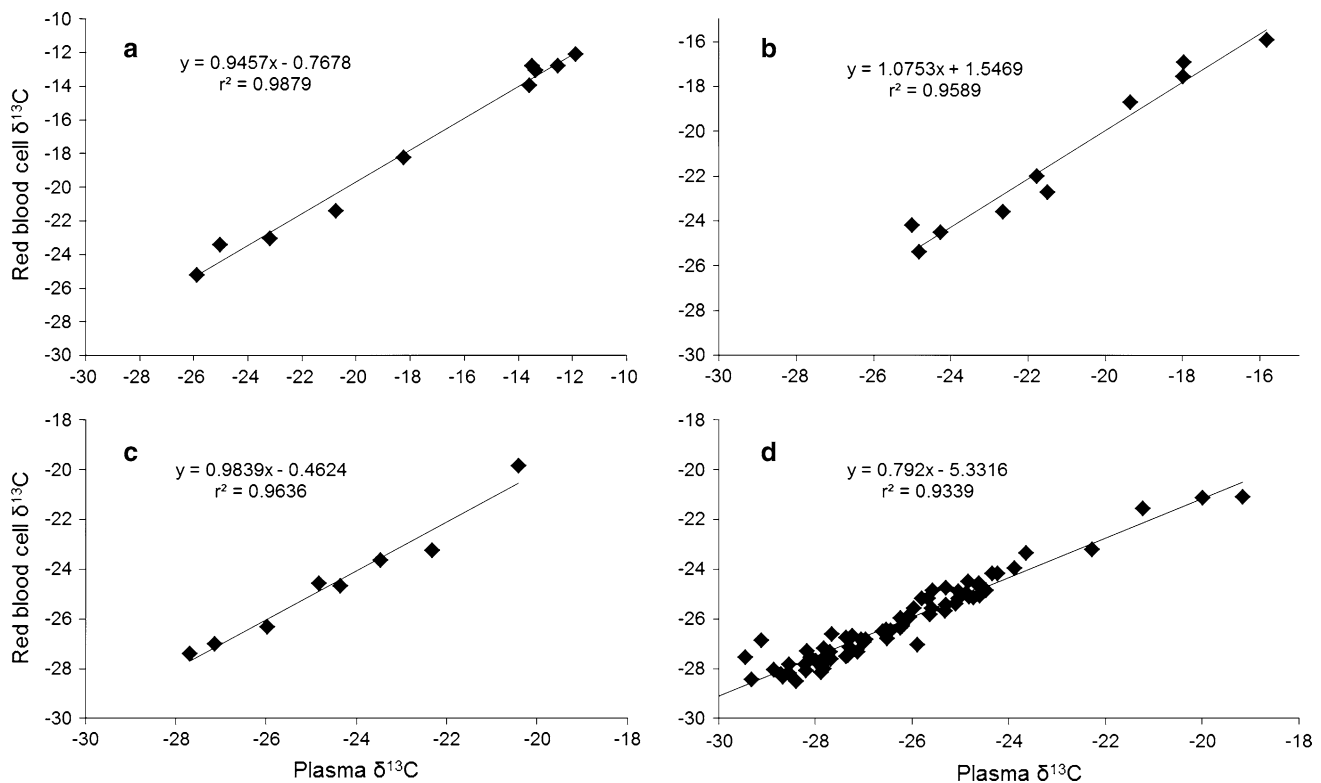 a
y = 0.9457x - 0.7678
r² = 0.9879
Red blood cell δ¹³C
-10
-12
-14
-16
-18
-20
-22
-24
-26
-28
-30
-30 -28 -26 -24 -22 -20 -18 -16 -14 -12 -10
b
y = 1.0753x + 1.5469
r² = 0.9589
-16
-18
-20
-22
-24
-26
-28
-30
-30 -28 -26 -24 -22 -20 -18 -16
c
y = 0.9839x - 0.4624
r² = 0.9636
Red blood cell δ¹³C
-18
-20
-22
-24
-26
-28
-30
-30 -28 -26 -24 -22 -20 -18
Plasma δ¹³C
d
y = 0.792x - 5.3316
r² = 0.9339
-18
-20
-22
-24
-26
-28
-30
-30 -28 -26 -24 -22 -20 -18
Plasma δ¹³C